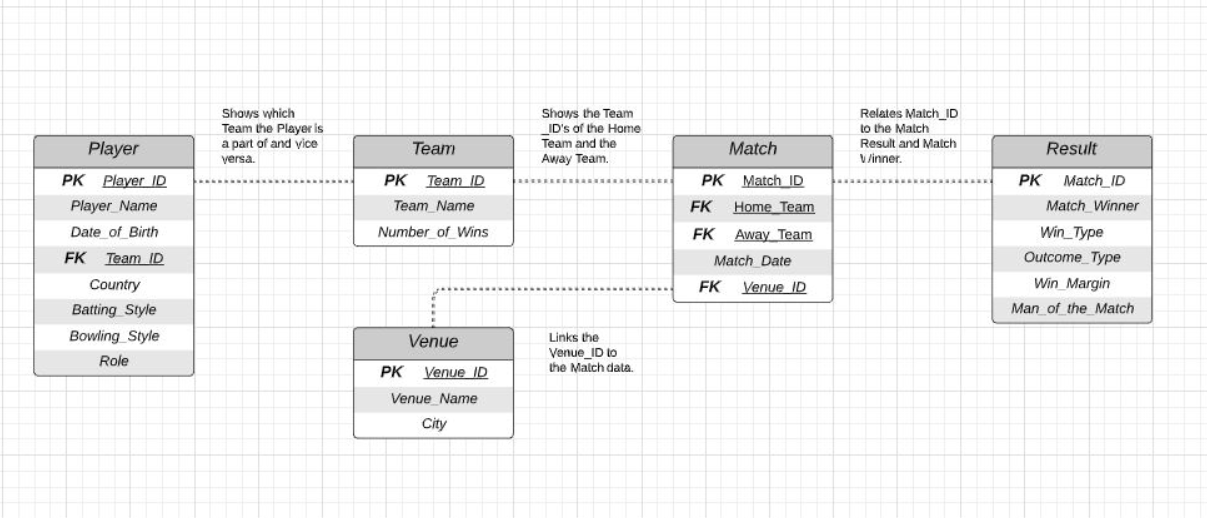 Shows which
Team the Player is
a part of and vice
versa.
Shows the Team
_ID's of the Home
Team and the
Away Team.
Relates Match_ID
to the Match
Result and Match
Winner.
Player
PK Player_ID
Player_Name
Date_of_Birth
FK Team_ID
Country
Batting_Style
Bowling_Style
Role
Team
PK Team_ID
Team_Name
Number_of_Wins
Match
PK Match_ID
FK Home_Team
FK Away_Team
Match_Date
FK Venue_ID
Result
PK Match_ID
Match_Winner
Win_Type
Outcome_Type
Win_Margin
Man_of_the_Match
Venue
PK Venue_ID
Venue_Name
City
Links the
Venue_ID to
the Match data.